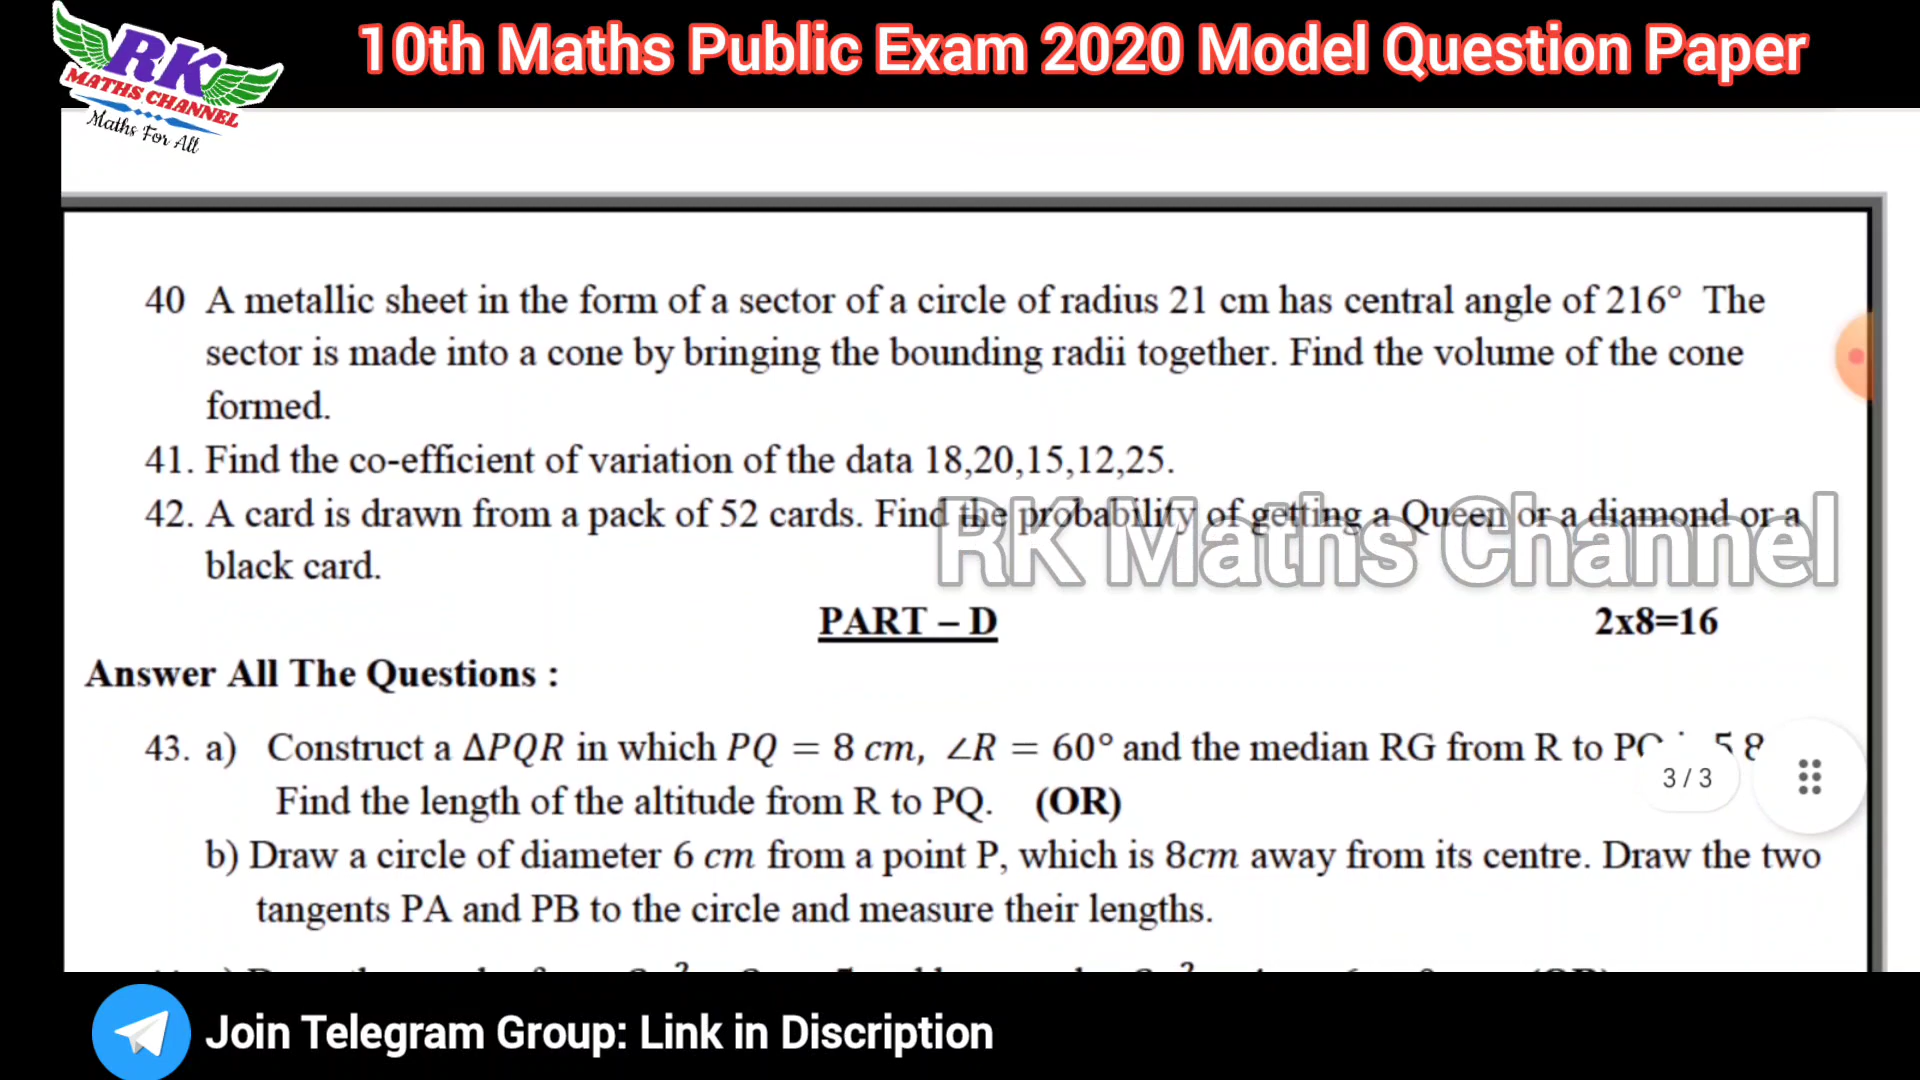 RK
MATHS CHANNEL
Maths For All
10th Maths Public Exam 2020 Model Question Paper
40 A metallic sheet in the form of a sector of a circle of radius 21 cm has central angle of 216° The
sector is made into a cone by bringing the bounding radii together. Find the volume of the cone
formed.
41. Find the co-efficient of variation of the data 18,20,15,12,25.
42. A card is drawn from a pack of 52 cards. Find the probability of getting a Queen or a diamond or a
black card.
RK Maths Channel
PART – D 2x8=16
Answer All The Questions :
43. a) Construct a ΔPQR in which PQ = 8 cm, ∠R = 60° and the median RG from R to
3 / 3
Find the length of the altitude from R to PQ. (OR)
b) Draw a circle of diameter 6 cm from a point P, which is 8cm away from its centre. Draw the two
tangents PA and PB to the circle and measure their lengths.
Join Telegram Group: Link in Discription